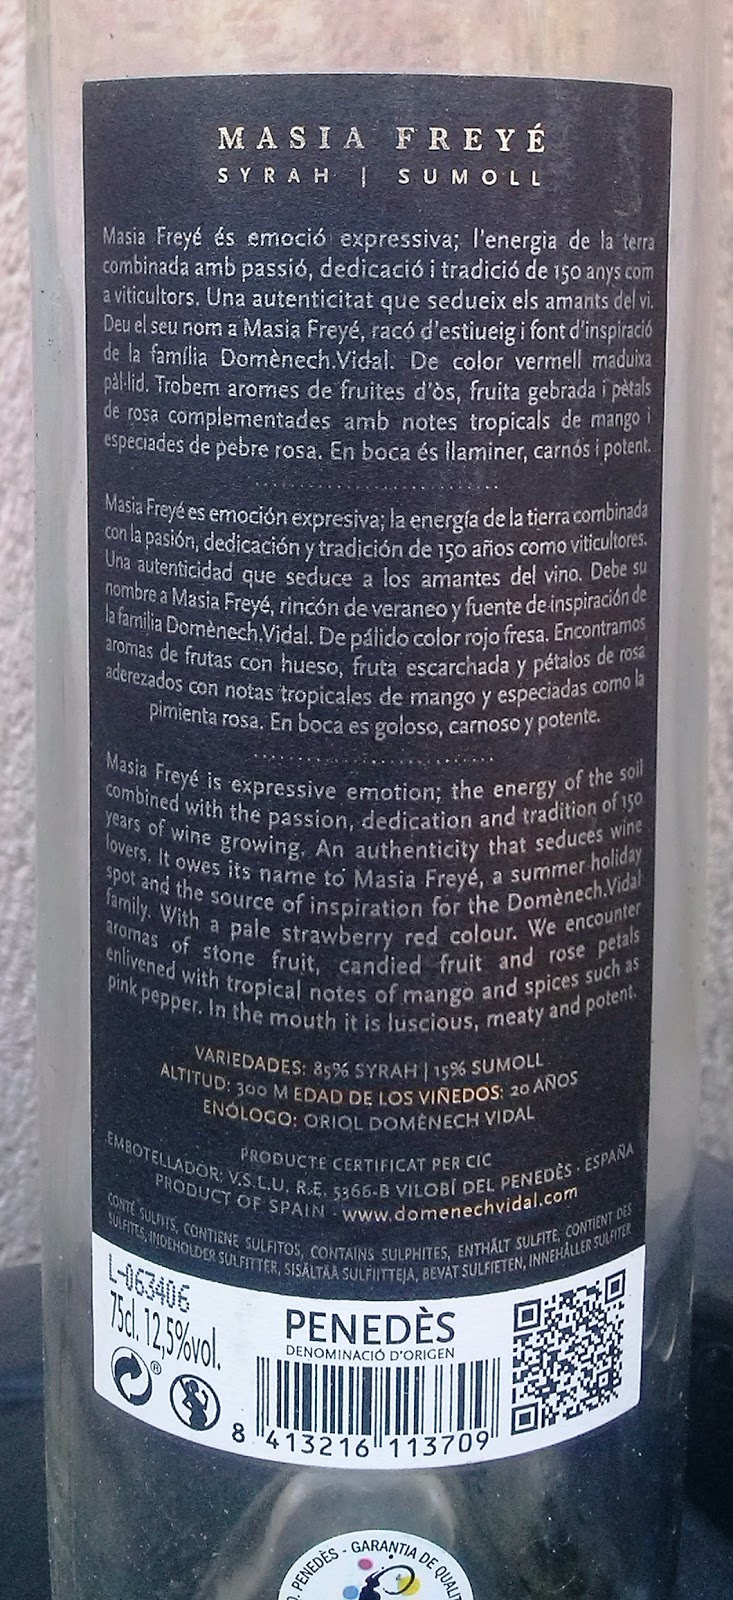 MASIA FREYÉ
SYRAH | SUMOLL
Masia Freyé és emoció expressiva; l'energia de la terra
combinada amb passió, dedicació i tradició de 150 anys com
a viticultors. Una autenticitat que sedueix els amants del vi.
Deu el seu nom a Masia Freyé, racó d'estiueig i font d'inspiració
de la família Domènech.Vidal. De color vermell maduixa
pàl·lid. Trobem aromes de fruites d'òs, fruita gebrada i pètals
de rosa complementades amb notes tropicals de mango i
especiades de pebre rosa. En boca és llaminer, carnós i potent.
Masia Freyé es emoción expresiva; la energía de la tierra combinada
con la pasión, dedicación y tradición de 150 años como viticultores.
Una autenticidad que seduce a los amantes del vino. Debe su
nombre a Masia Freyé, rincón de veraneo y fuente de inspiración de
la familia Domènech.Vidal. De pálido color rojo fresa. Encontramos
aromas de frutas con hueso, fruta escarchada y pétalos de rosa
aderezados con notas tropicales de mango y especiadas como la
pimienta rosa. En boca es goloso, carnoso y potente.
Masia Freyé is expressive emotion; the energy of the soil
combined with the passion, dedication and tradition of 150
years of wine growing. An authenticity that seduces wine
lovers. It owes its name to Masia Freyé, a summer holiday
spot and the source of inspiration for the Domènech.Vidal
family. With a pale strawberry red colour. We encounter
aromas of stone fruit, candied fruit and rose petals
enlivened with tropical notes of mango and spices such as
pink pepper. In the mouth it is luscious, meaty and potent.
VARIEDADES: 85% SYRAH | 15% SUMOLL
ALTITUD: 300 M EDAD DE LOS VIÑEDOS: 20 AÑOS
ENÓLOGO: ORIOL DOMÈNECH VIDAL
PRODUCTE CERTIFICAT PER CIC
EMBOTELLADOR: V.S.L.U. R.E. 5366-B VILOBÍ DEL PENEDÈS · ESPAÑA
PRODUCT OF SPAIN · www.domenechvidal.com
CONTÉ SULFITS, CONTIENE SULFITOS, CONTAINS SULPHITES, ENTHÄLT SULFITE, CONTIENT DES
SULFITES, INDEHOLDER SULFITTER, SISÄLTÄÄ SULFIITTEJA, BEVAT SULFIETEN, INNEHÅLLER SULFITER
L-063406
75cl. 12,5%vol.
PENEDÈS
DENOMINACIÓ D'ORIGEN
®
8 413216 113709
PENEDÈS - GARANTIA DE